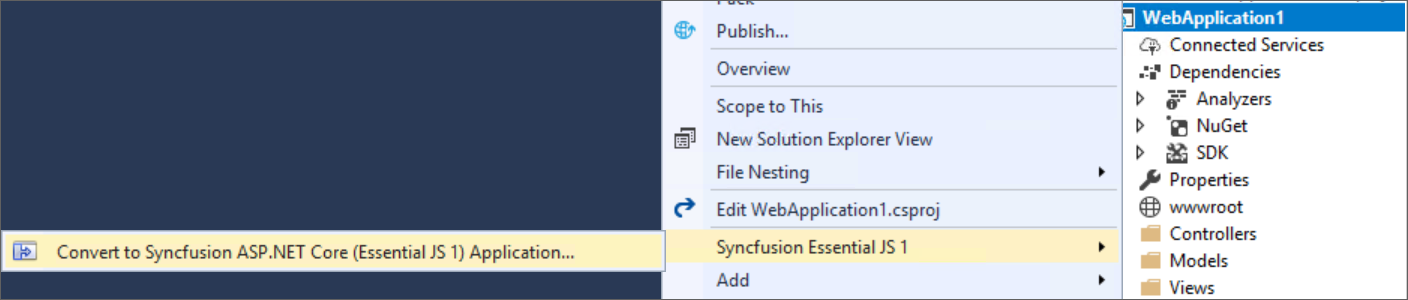 Pack
Publish...
Overview
Scope to This
New Solution Explorer View
File Nesting
Edit WebApplication1.csproj
Syncfusion Essential JS 1
Convert to Syncfusion ASP.NET Core (Essential JS 1) Application...
Add
WebApplication1
Connected Services
Dependencies
Analyzers
NuGet
SDK
Properties
wwwroot
Controllers
Models
Views